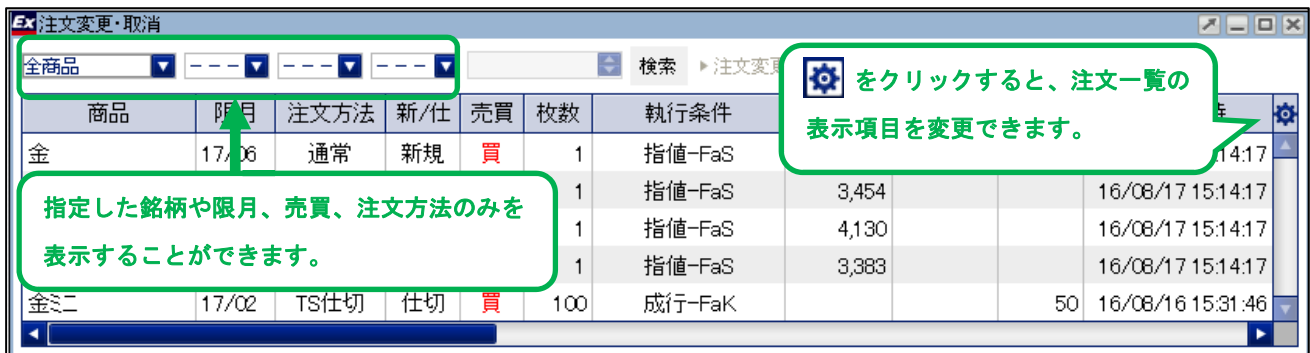 Ex 注文変更・取消
全商品 --- --- --- 検索 ▶注文変更
をクリックすると、注文一覧の
表示項目を変更できます。
商品 限月 注文方法 新/仕 売買 枚数 執行条件
金 17/06 通常 新規 買 1 指値-FaS 14:17
1 指値-FaS 3,454 16/08/17 15:14:17
指定した銘柄や限月、売買、注文方法のみを
表示することができます。
1 指値-FaS 4,130 16/08/17 15:14:17
1 指値-FaS 3,383 16/08/17 15:14:17
金ミニ 17/02 TS仕切 仕切 買 100 成行-FaK 50 16/08/16 15:31:46